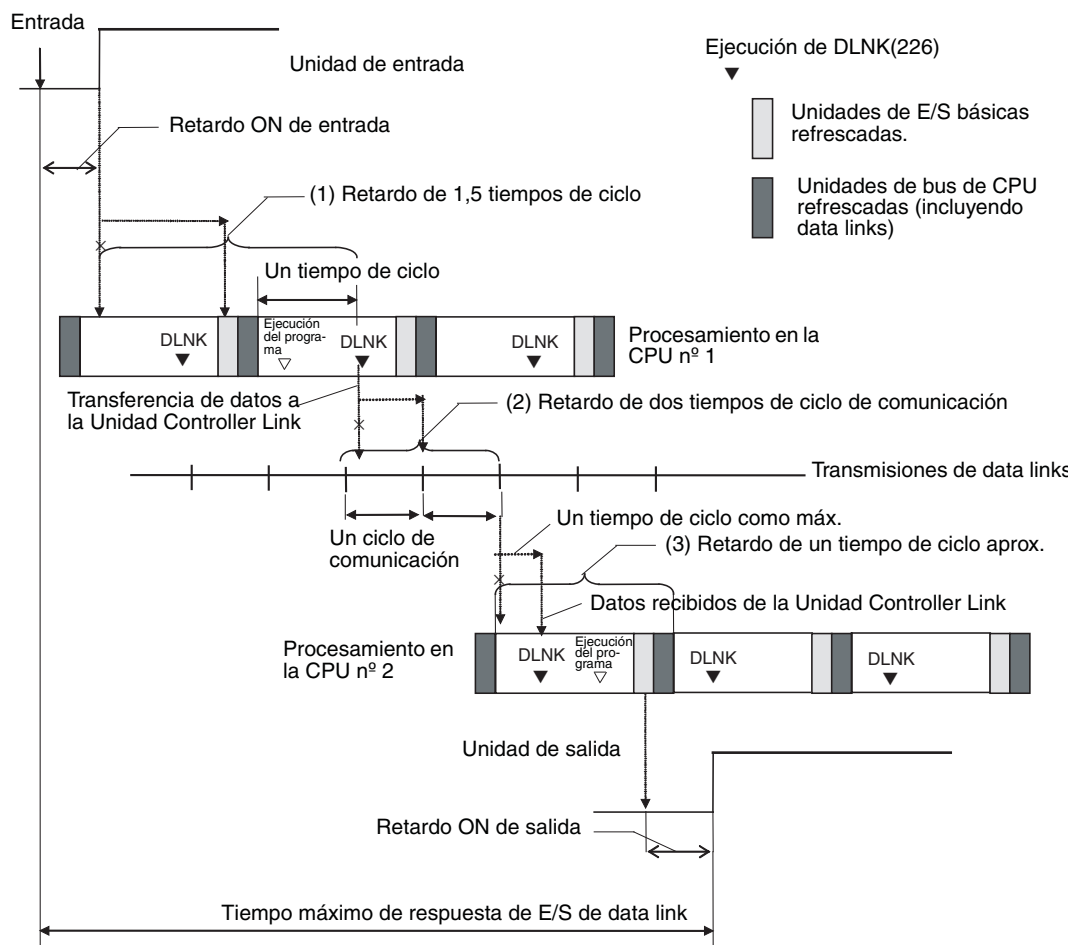 Entrada
Unidad de entrada
Ejecución de DLNK(226)
Unidades de E/S básicas
refrescadas.
Unidades de bus de CPU
refrescadas (incluyendo
data links)
Retardo ON de entrada
(1) Retardo de 1,5 tiempos de ciclo
Un tiempo de ciclo
DLNK
Ejecución
del progra-
ma
DLNK
DLNK
Procesamiento en la
CPU nº 1
Transferencia de datos a
la Unidad Controller Link
(2) Retardo de dos tiempos de ciclo de comunicación
Transmisiones de data links
Un ciclo de
comunicación
Un tiempo de ciclo como máx.
(3) Retardo de un tiempo de ciclo aprox.
Datos recibidos de la Unidad Controller Link
Procesamiento en
la CPU nº 2
DLNK
Ejecución
del pro-
grama
DLNK
DLNK
Unidad de salida
Retardo ON de salida
Tiempo máximo de respuesta de E/S de data link